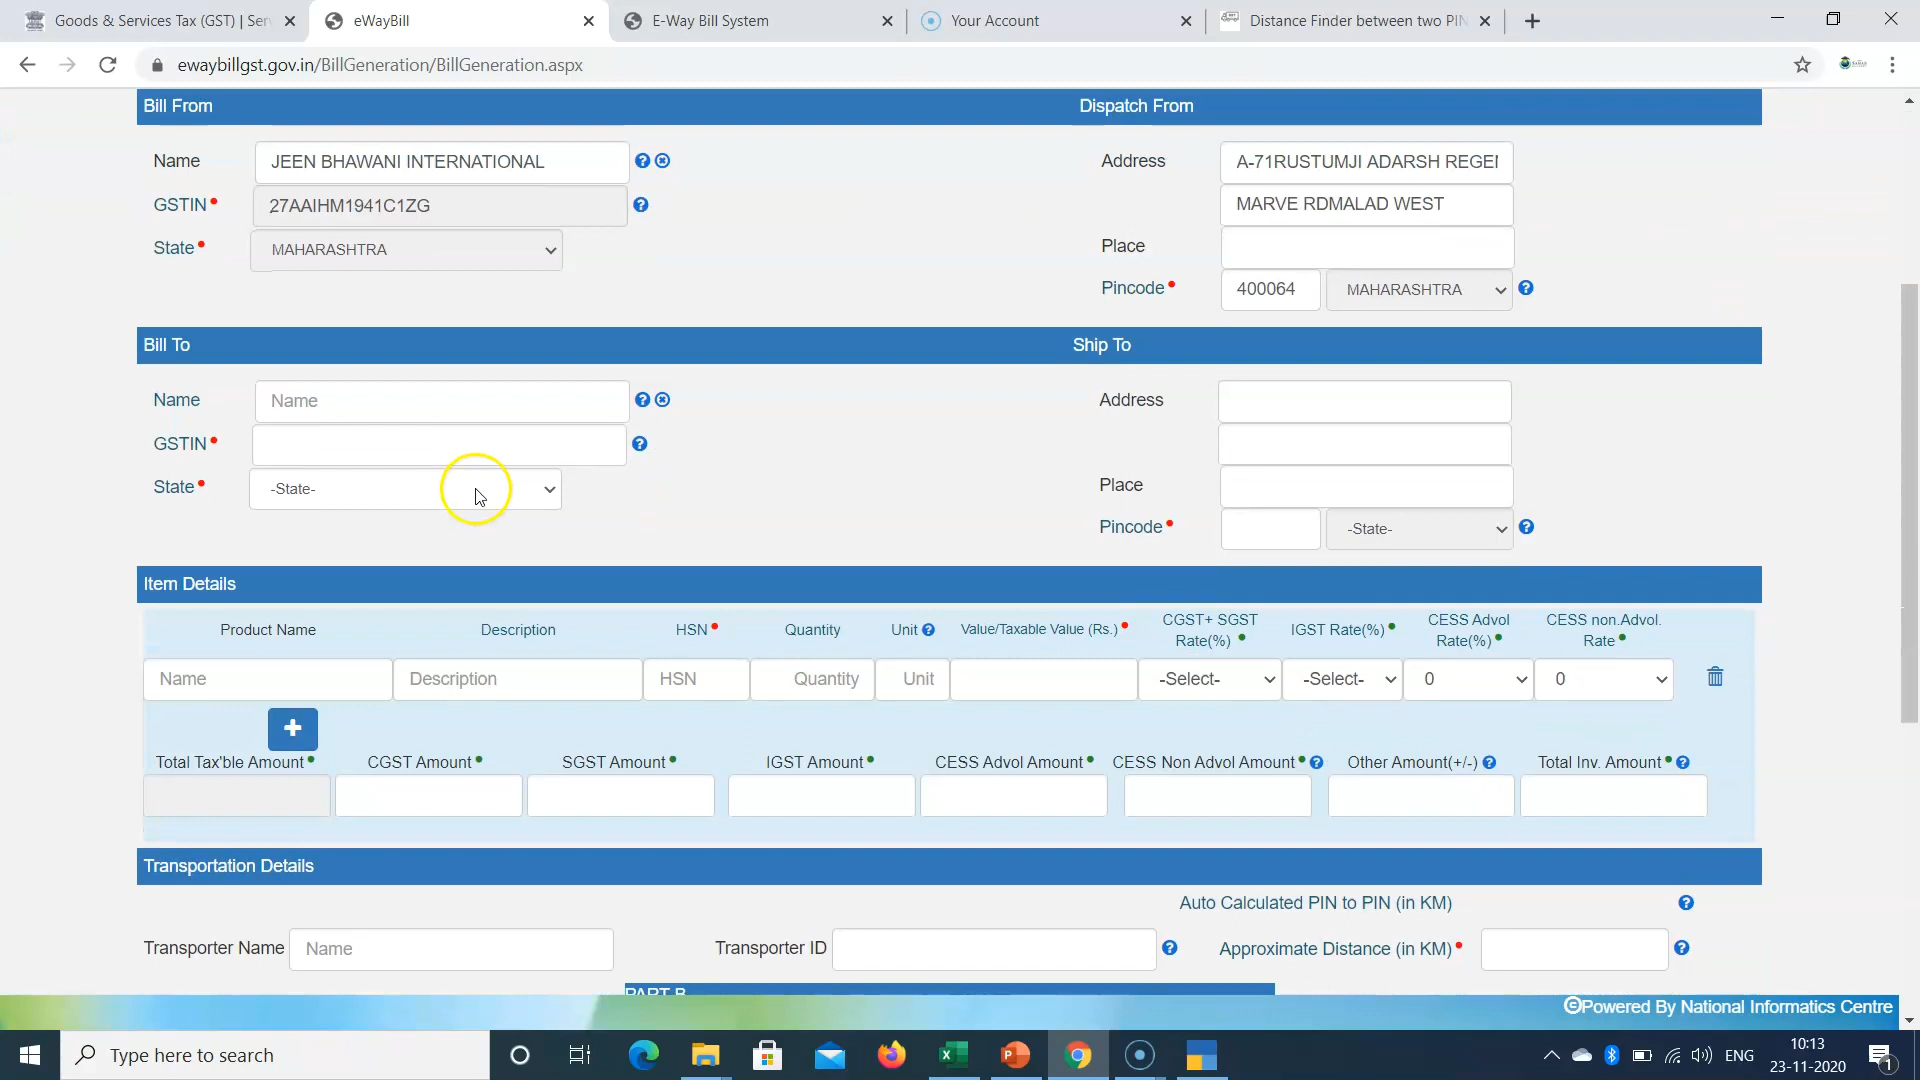 Goods & Services Tax (GST) | Ser
eWayBill
E-Way Bill System
Your Account
Distance Finder between two PIN
ewaybillgst.gov.in/BillGeneration/BillGeneration.aspx
Bill From
Dispatch From
Name
JEEN BHAWANI INTERNATIONAL
Address
A-71RUSTUMJI ADARSH REGEN
GSTIN
27AAIHM1941C1ZG
MARVE RDMALAD WEST
State
MAHARASHTRA
Place
Pincode
400064
MAHARASHTRA
Bill To
Ship To
Name
Name
Address
GSTIN
State
-State-
Place
Pincode
-State-
Item Details
Product Name
Description
HSN
Quantity
Unit
Value/Taxable Value (Rs.)
CGST+ SGST
Rate(%)
IGST Rate(%)
CESS Advol
Rate(%)
CESS non.Advol.
Rate
Name
Description
HSN
Quantity
Unit
-Select-
-Select-
0
0
+
Total Tax'ble Amount
CGST Amount
SGST Amount
IGST Amount
CESS Advol Amount
CESS Non Advol Amount
Other Amount(+/-)
Total Inv. Amount
Transportation Details
Auto Calculated PIN to PIN (in KM)
Transporter Name
Name
Transporter ID
Approximate Distance (in KM)
PART B
©Powered By National Informatics Centre
Type here to search
ENG
10:13
23-11-2020
1